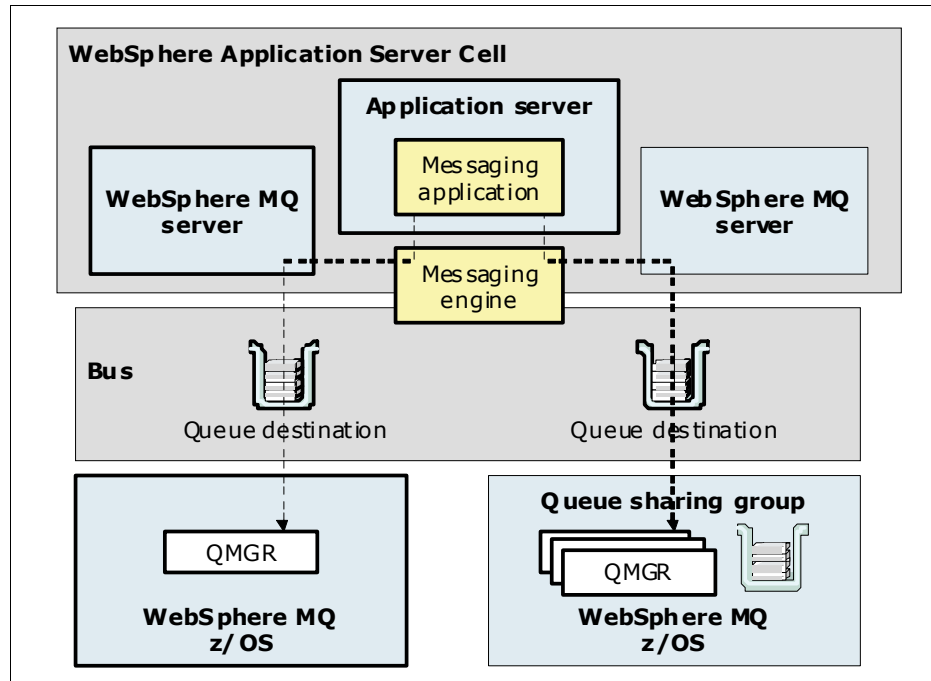 WebSphere Application Server Cell
Application server
Messaging
application
WebSphere MQ
server
WebSphere MQ
server
Messaging
engine
Bus
Queue destination
Queue destination
Queue sharing group
QMGR
QMGR
WebSphere MQ
z/OS
WebSphere MQ
z/OS